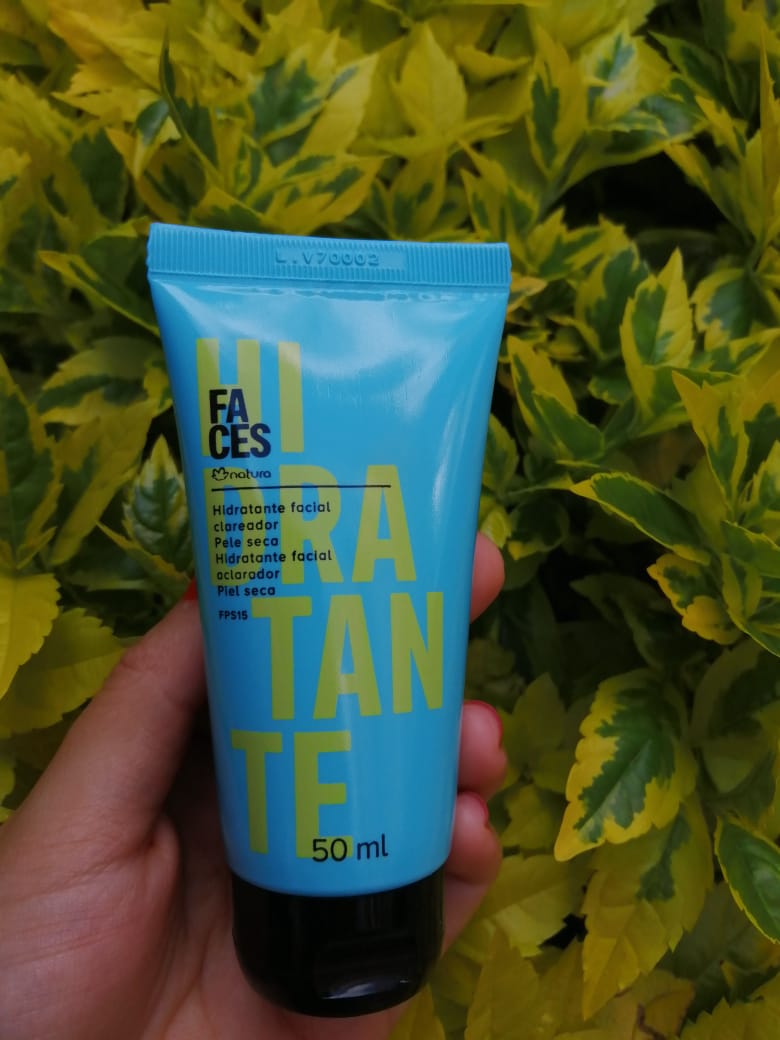 L.V70002
HI
FA
CES
natura
DRA
Hidratante facial
clareador
Pele seca
Hidratante facial
aclarador
Piel seca
FPS15
TAN
TE
50 ml